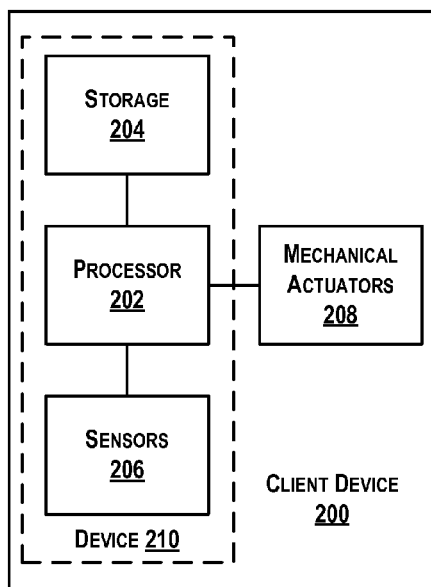 STORAGE
204
PROCESSOR
202
MECHANICAL
ACTUATORS
208
SENSORS
206
CLIENT DEVICE
200
DEVICE 210